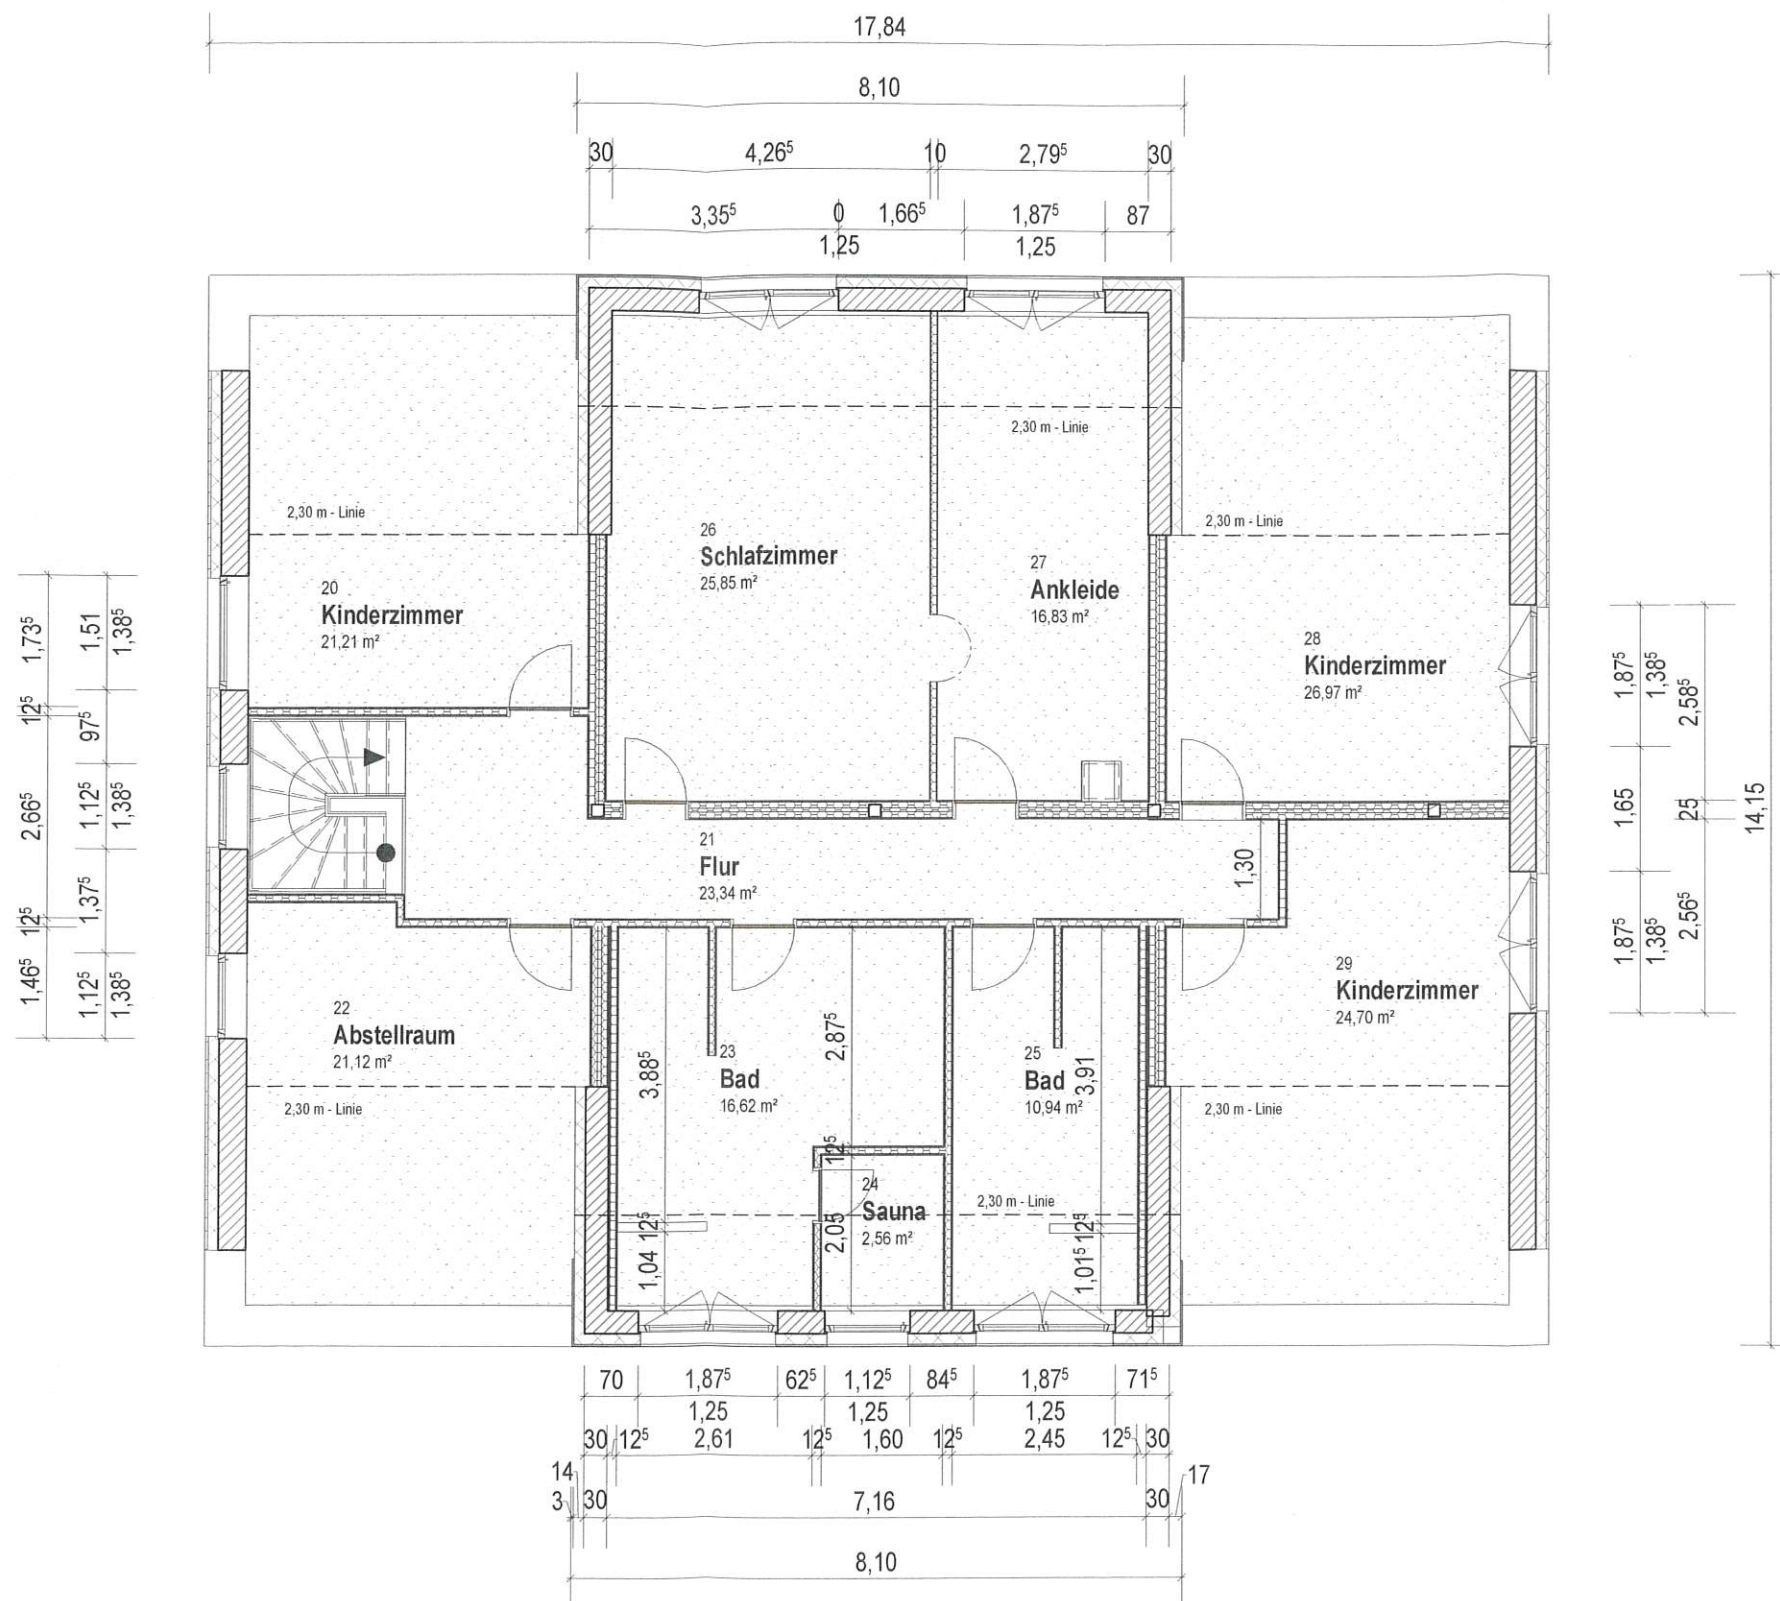 17,84
8,10
30 4,26⁵ 10 2,79⁵ 30
3,35⁵ 0 1,66⁵ 1,87⁵ 87
1,25 1,25
2,30 m - Linie
2,30 m - Linie
2,30 m - Linie
20
Kinderzimmer
21,21 m²
26
Schlafzimmer
25,85 m²
27
Ankleide
16,83 m²
28
Kinderzimmer
26,97 m²
1,73⁵
12⁵
2,66⁵
12⁵
1,46⁵
1,51
97⁵
1,12⁵
1,37⁵
1,12⁵
1,38⁵
1,38⁵
1,38⁵
21
Flur
23,34 m²
1,30
1,87⁵
1,65
1,87⁵
1,38⁵
1,38⁵
2,58⁵
25
2,56⁵
14,15
22
Abstellraum
21,12 m²
2,30 m - Linie
23
Bad
16,62 m²
3,88⁵
12⁵
1,04
2,87⁵
12⁵
2,05
24
Sauna
2,56 m²
25
Bad
10,94 m²
3,91
12⁵
1,01⁵
2,30 m - Linie
29
Kinderzimmer
24,70 m²
2,30 m - Linie
70 1,87⁵ 62⁵ 1,12⁵ 84⁵ 1,87⁵ 71⁵
1,25 1,25 1,25
30 12⁵ 2,61 12⁵ 1,60 12⁵ 2,45 12⁵ 30
14 17
3 30 7,16 30
8,10